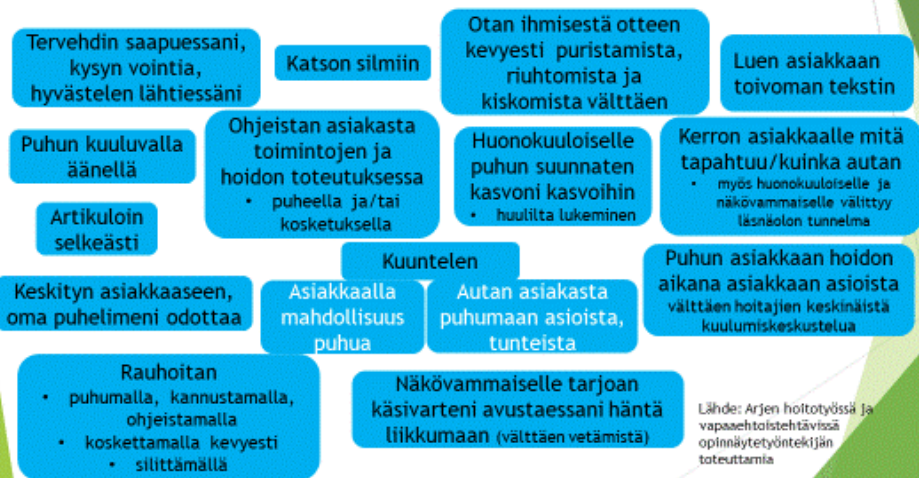 Tervehdin saapuessani,
kysyn vointia,
hyvästelen lähtiessäni
Katson silmiin
Otan ihmisestä otteen
kevyesti puristamista,
riuhtomista ja
kiskomista välttäen
Luen asiakkaan
toivoman tekstin
Puhun kuuluvalla
äänellä
Ohjeistan asiakasta
toimintojen ja
hoidon toteutuksessa
• puheella ja/tai
kosketuksella
Huonokuuloiselle
puhun suunnaten
kasvoni kasvoihin
• huulilta lukeminen
Kerron asiakkaalle mitä
tapahtuu/kuinka autan
• myös huonokuuloiselle ja
näkövammaiselle välittyy
läsnäolon tunnelma
Artikuloin
selkeästi
Kuuntelen
Keskityn asiakkaaseen,
oma puhelimeni odottaa
Asiakkaalla
mahdollisuus
puhua
Autan asiakasta
puhumaan asioista,
tunteista
Puhun asiakkaan hoidon
aikana asiakkaan asioista
välttäen hoitajien keskinäistä
kuulumiskeskustelua
Rauhoitan
• puhumalla, kannustamalla,
ohjeistamalla
• koskettamalla kevyesti
• silittämällä
Näkövammaiselle tarjoan
käsivarteni avustaessani häntä
liikkumaan (välttäen vetämistä)
Lähde: Arjen hoitotyössä ja
vapaaehtoistehtävissä
opinnäytetyöntekijän
toteuttamia